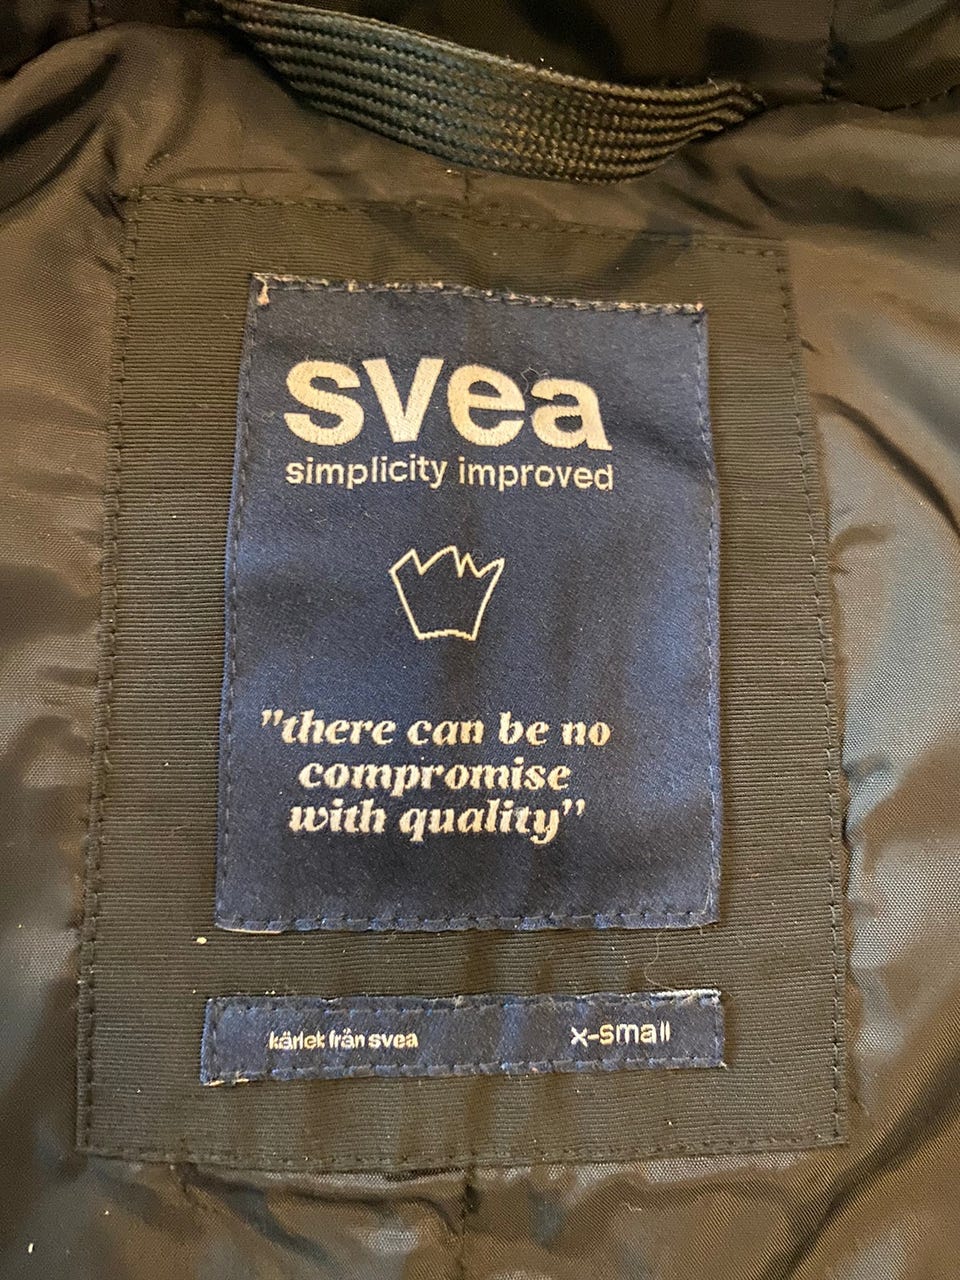 svea
simplicity improved
"there can be no
compromise
with quality"
kärlek från svea
x-small